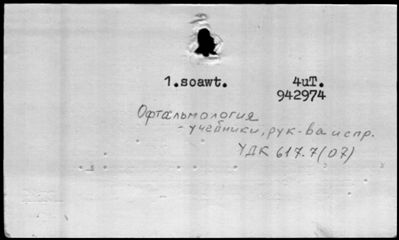 1.soawt. 4uT.
942974
Офтальмология
- учебники, рук-ва и спр.
УДК 617.7(07)